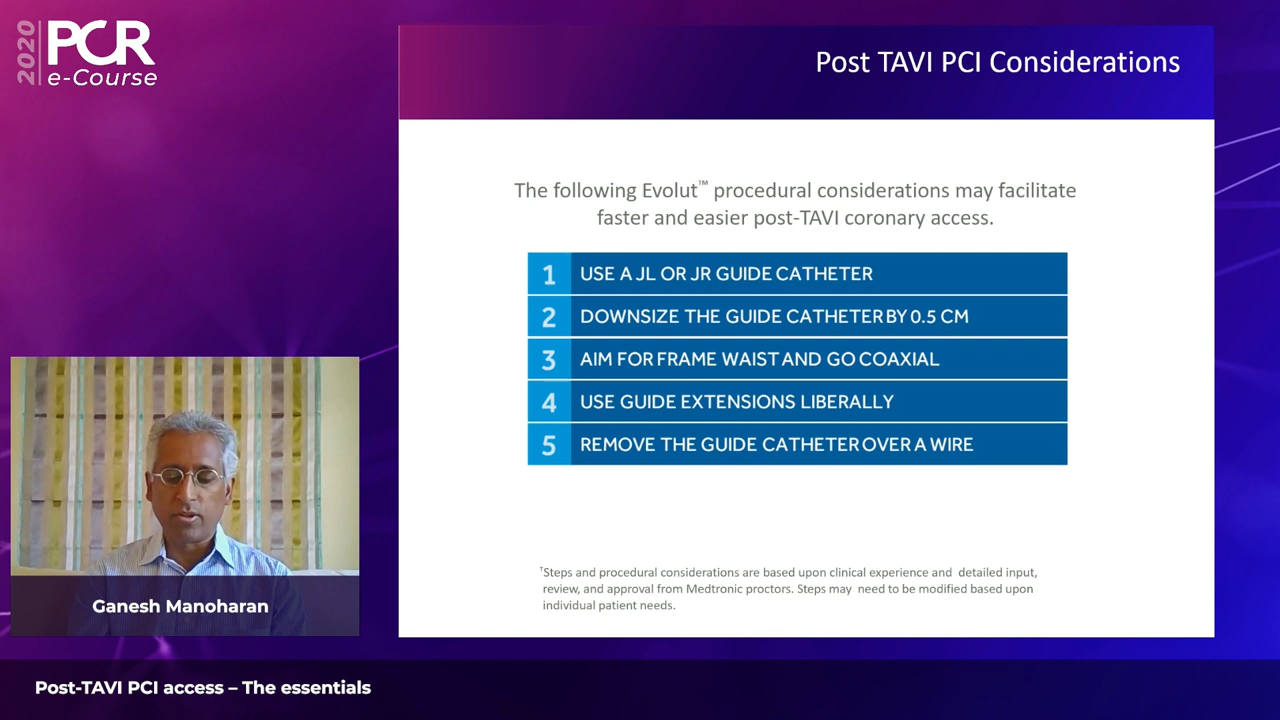 2020
PCR
e-Course
Post TAVI PCI Considerations
The following Evolut™ procedural considerations may facilitate
faster and easier post-TAVI coronary access.
1 USE A JL OR JR GUIDE CATHETER
2 DOWNSIZE THE GUIDE CATHETER BY 0.5 CM
3 AIM FOR FRAME WAIST AND GO COAXIAL
4 USE GUIDE EXTENSIONS LIBERALLY
5 REMOVE THE GUIDE CATHETER OVER A WIRE
†Steps and procedural considerations are based upon clinical experience and detailed input,
review, and approval from Medtronic proctors. Steps may need to be modified based upon
individual patient needs.
Ganesh Manoharan
Post-TAVI PCI access – The essentials